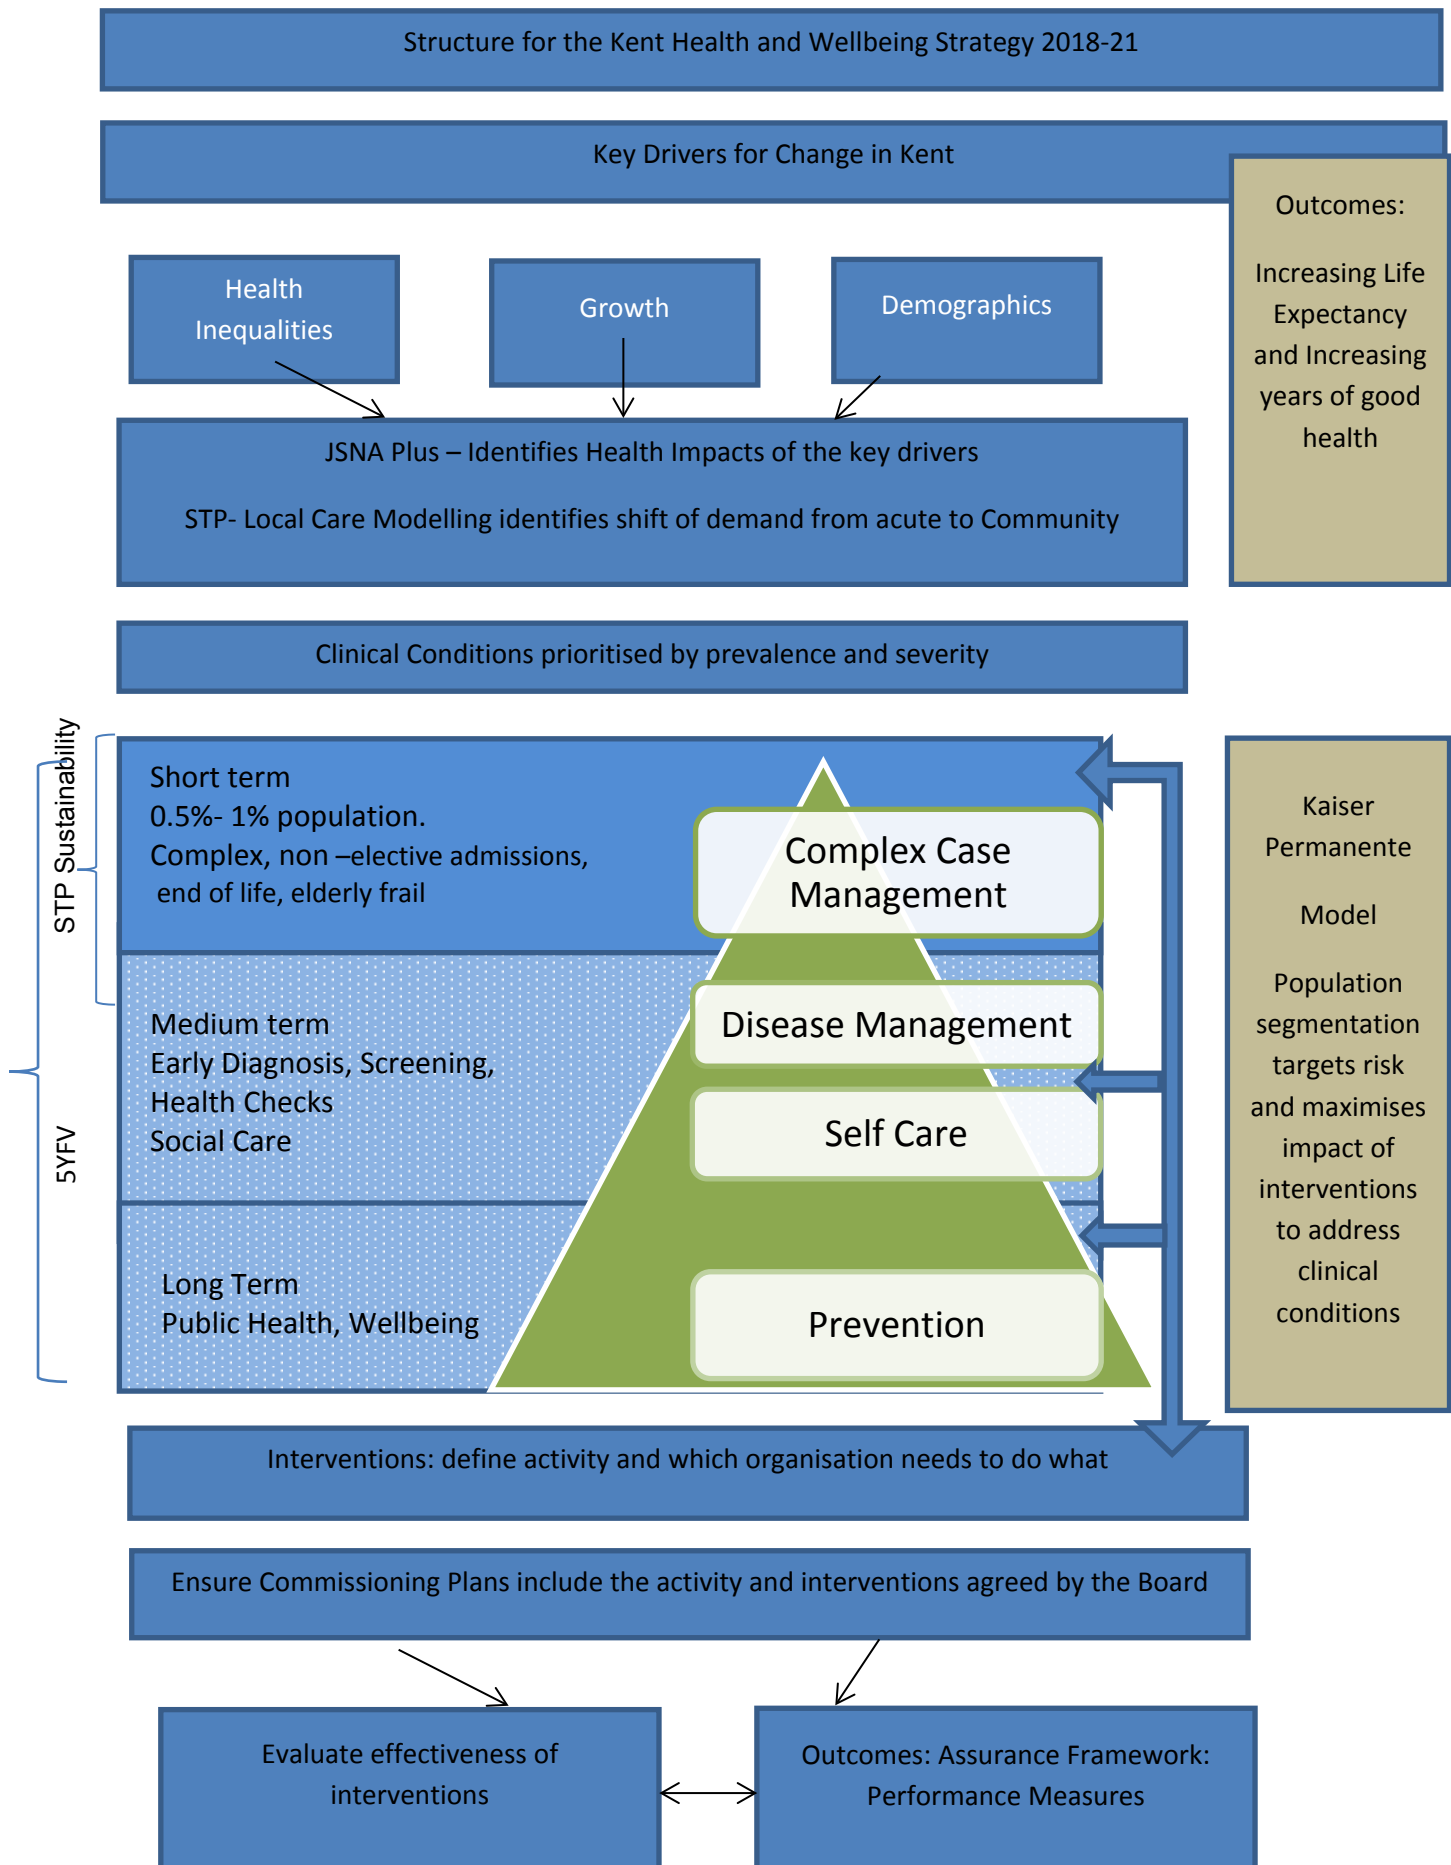 Structure for the Kent Health and Wellbeing Strategy 2018-21
Key Drivers for Change in Kent
Outcomes:
Increasing Life
Expectancy
and Increasing
years of good
health
Health
Inequalities
Growth
Demographics
JSNA Plus – Identifies Health Impacts of the key drivers
STP- Local Care Modelling identifies shift of demand from acute to Community
Clinical Conditions prioritised by prevalence and severity
STP Sustainability
5YFV
Short term
0.5%- 1% population.
Complex, non –elective admissions,
end of life, elderly frail
Medium term
Early Diagnosis, Screening,
Health Checks
Social Care
Long Term
Public Health, Wellbeing
Complex Case
Management
Disease Management
Self Care
Prevention
Kaiser
Permanente
Model
Population
segmentation
targets risk
and maximises
impact of
interventions
to address
clinical
conditions
Interventions: define activity and which organisation needs to do what
Ensure Commissioning Plans include the activity and interventions agreed by the Board
Evaluate effectiveness of
interventions
Outcomes: Assurance Framework:
Performance Measures